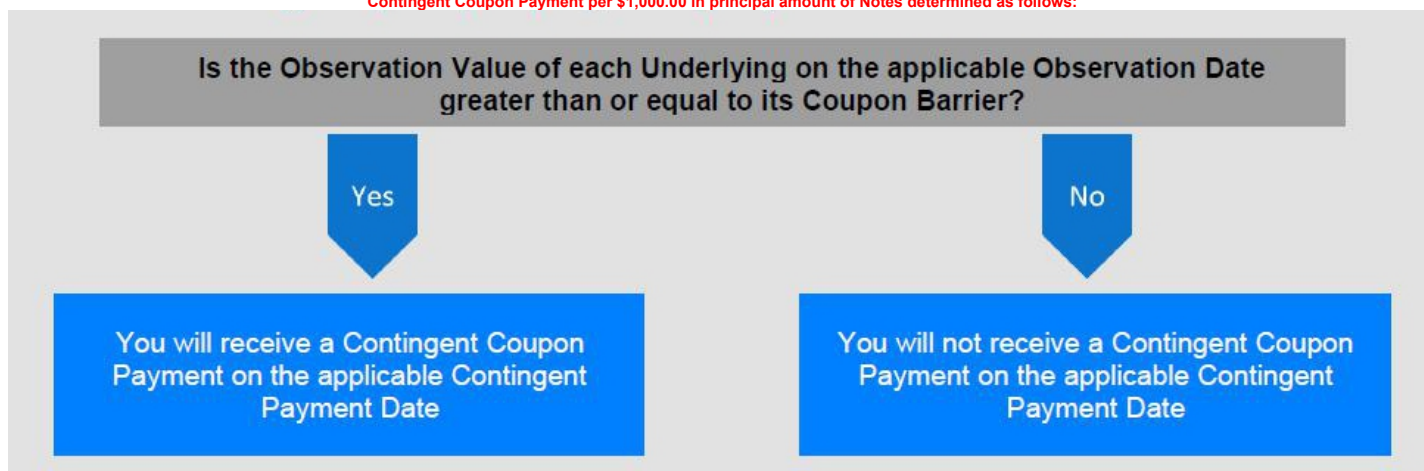 Contingent Coupon Payment per $1,000.00 in principal amount of Notes determined as follows:
Is the Observation Value of each Underlying on the applicable Observation Date
greater than or equal to its Coupon Barrier?
Yes
No
You will receive a Contingent Coupon
Payment on the applicable Contingent
Payment Date
You will not receive a Contingent Coupon
Payment on the applicable Contingent
Payment Date